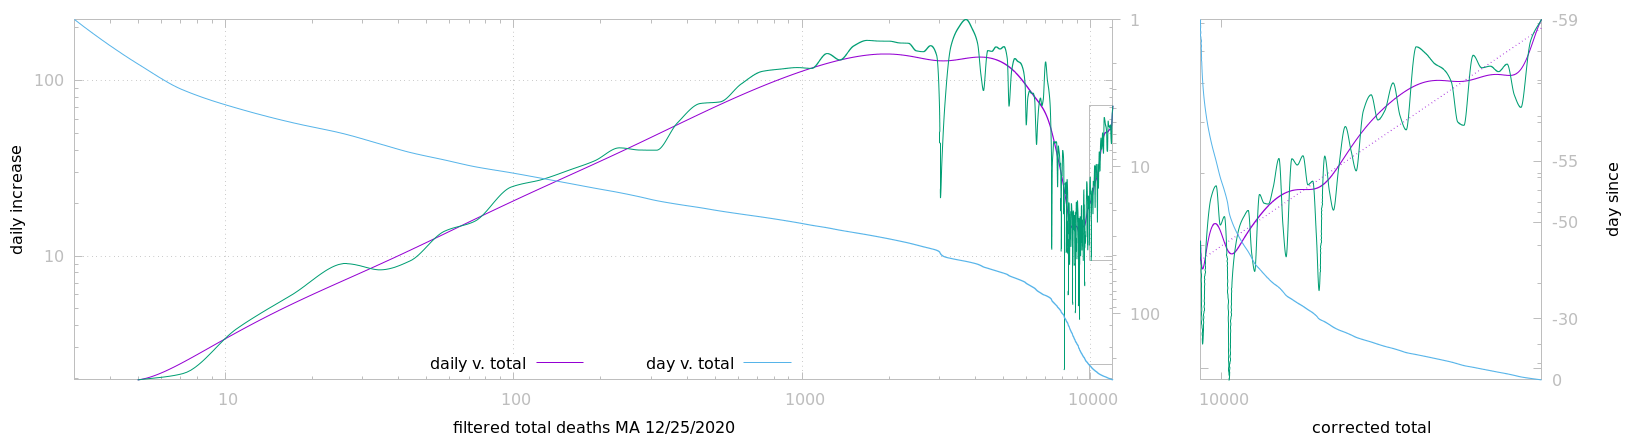 daily increase
100
10
1
10
100
daily v. total
day v. total
10
100
1000
10000
filtered total deaths MA 12/25/2020
-59
-55
-50
-30
0
day since
10000
corrected total